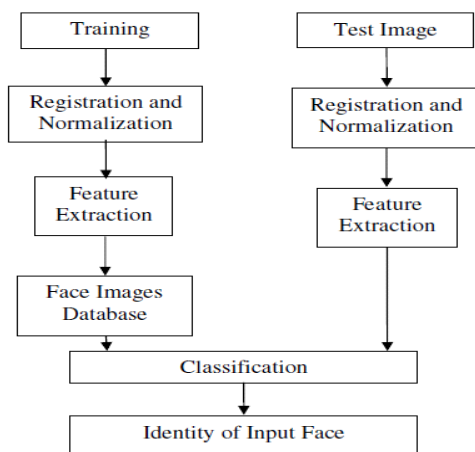 Training
Test Image
Registration and
Normalization
Registration and
Normalization
Feature
Extraction
Feature
Extraction
Face Images
Database
Classification
Identity of Input Face